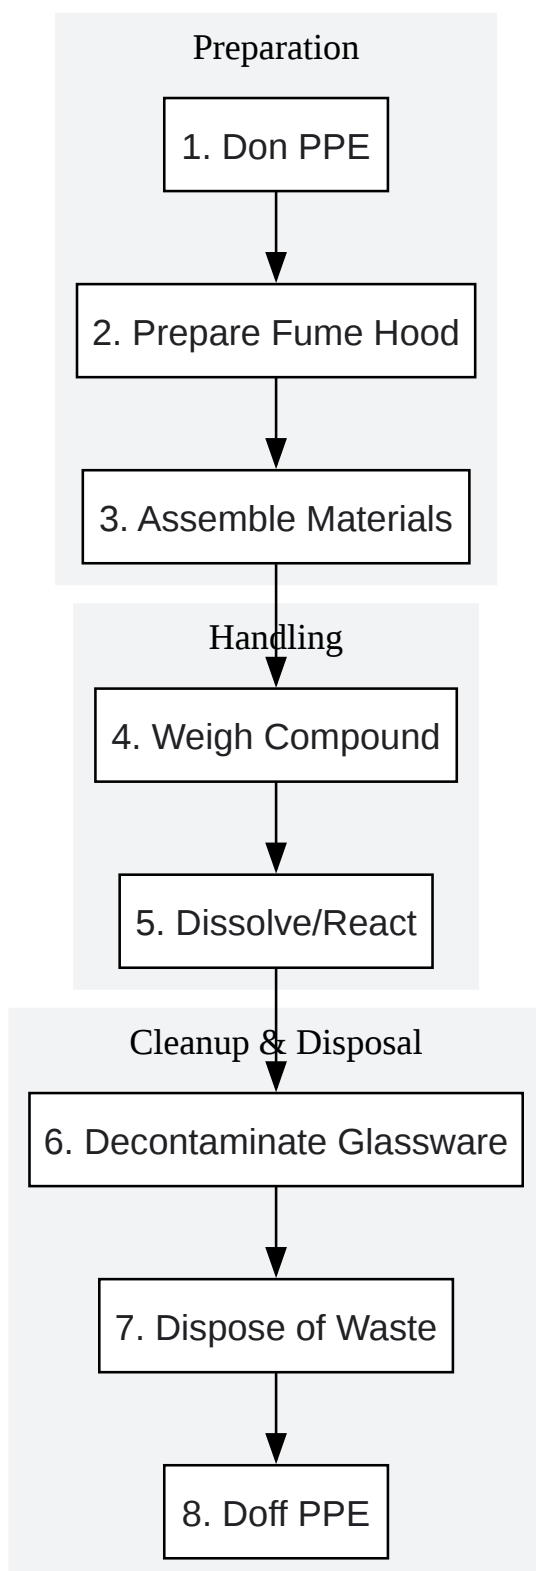 Preparation
1. Don PPE
2. Prepare Fume Hood
3. Assemble Materials
Handling
4. Weigh Compound
5. Dissolve/React
Cleanup & Disposal
6. Decontaminate Glassware
7. Dispose of Waste
8. Doff PPE